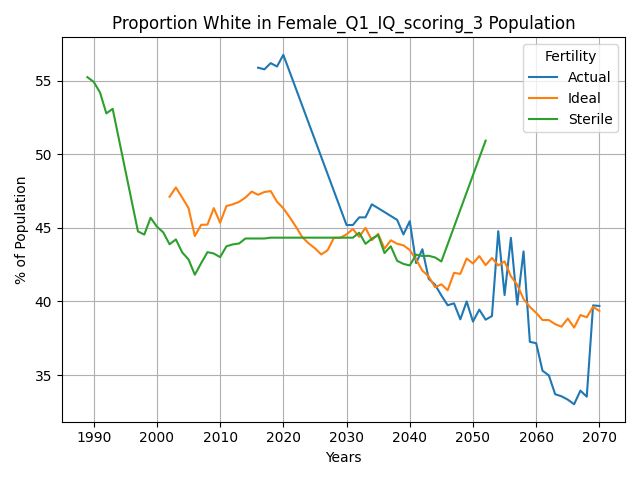 Proportion White in Female_Q1_IQ_scoring_3 Population
Fertility
Actual
Ideal
Sterile
% of Population
55
50
45
40
35
1990 2000 2010 2020 2030 2040 2050 2060 2070
Years